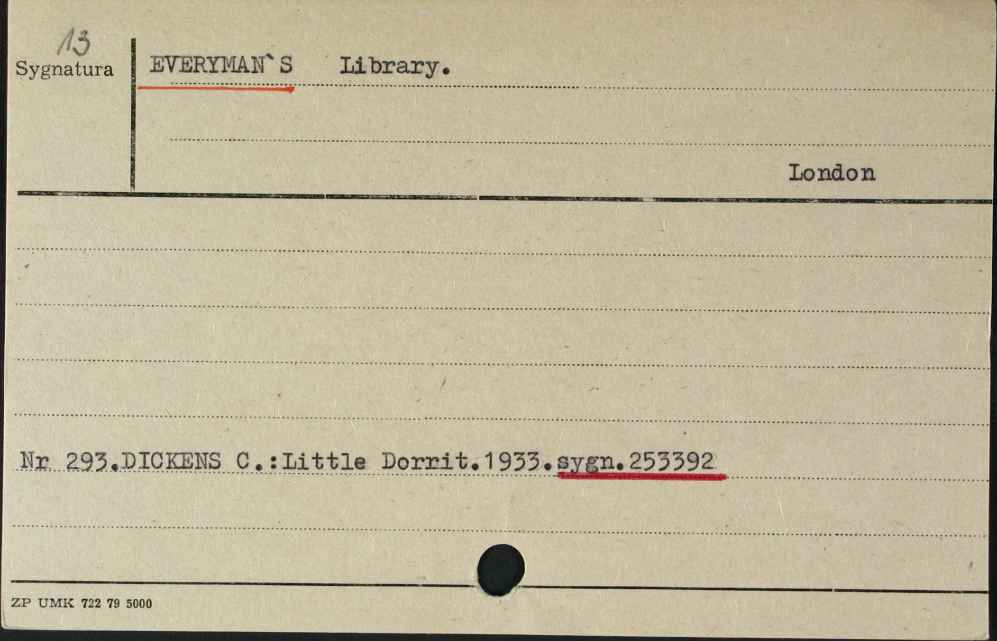 13
Sygnatura
EVERYMAN`S Library.
London
Nr 293.DICKENS C.:Little Dorrit.1933.sygn.253392
ZP UMK 722 79 5000